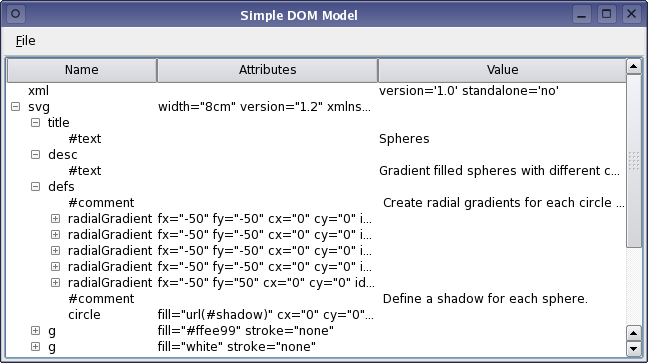 Simple DOM Model
File
Name Attributes Value
xml version='1.0' standalone='no'
svg width="8cm" version="1.2" xmlns...
title
#text Spheres
desc
#text Gradient filled spheres with different c...
defs
#comment Create radial gradients for each circle ...
radialGradient fx="-50" fy="-50" cx="0" cy="0" i...
radialGradient fx="-50" fy="-50" cx="0" cy="0" i...
radialGradient fx="-50" fy="-50" cx="0" cy="0" i...
radialGradient fx="-50" fy="-50" cx="0" cy="0" i...
radialGradient fx="-50" fy="50" cx="0" cy="0" id...
#comment Define a shadow for each sphere.
circle fill="url(#shadow)" cx="0" cy="0"...
g fill="#ffee99" stroke="none"
g fill="white" stroke="none"